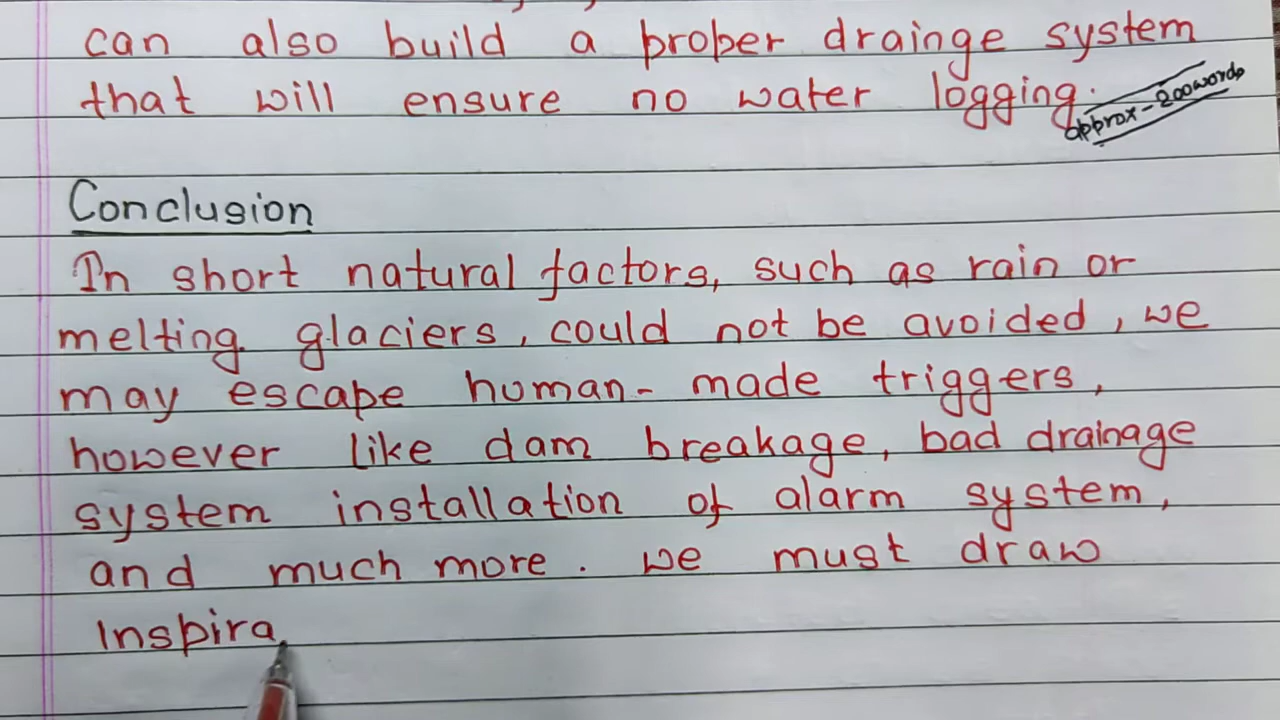 can also build a proper drainge system
that will ensure no water logging.
approx - 200 words
Conclusion
In short natural factors, such as rain or
melting glaciers, could not be avoided, we
may escape human- made triggers,
however like dam breakage, bad drainage
system installation of alarm system,
and much more. we must draw
Inspira